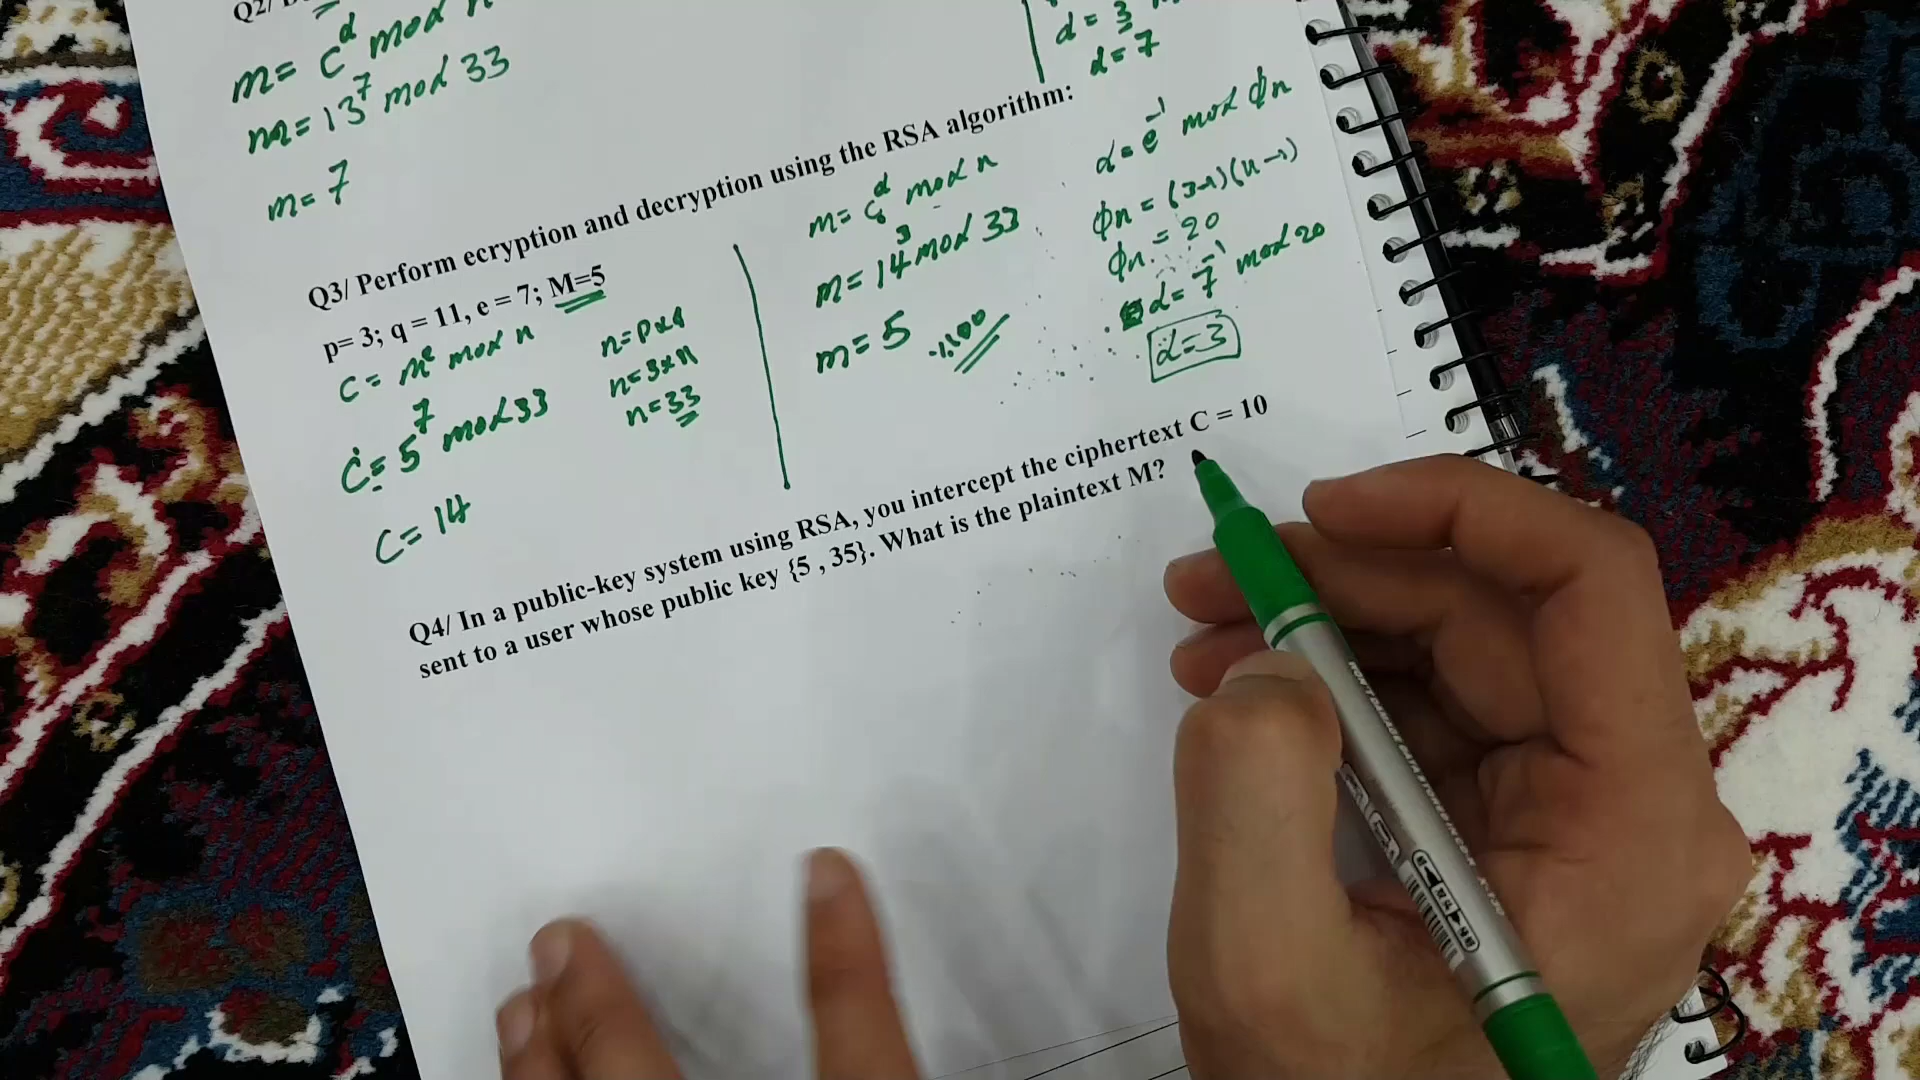 Q2/
m= c^d mod n
m= 13^7 mod 33
m= 7
d= 3
d= 7
Q3/ Perform ecryption and decryption using the RSA algorithm:
p= 3; q = 11, e = 7; M=5
C= m^e mod n
C= 5^7 mod 33
C= 14
n= p×q
n= 3×11
n= 33
m= c^d mod n
m= 14^3 mod 33
m= 5
d= e^-1 mod ϕn
ϕn = (3-1)(11-1)
ϕn = 20
d= 7^-1 mod 20
d=3
Q4/ In a public-key system using RSA, you intercept the ciphertext C = 10
sent to a user whose public key {5 , 35}. What is the plaintext M?